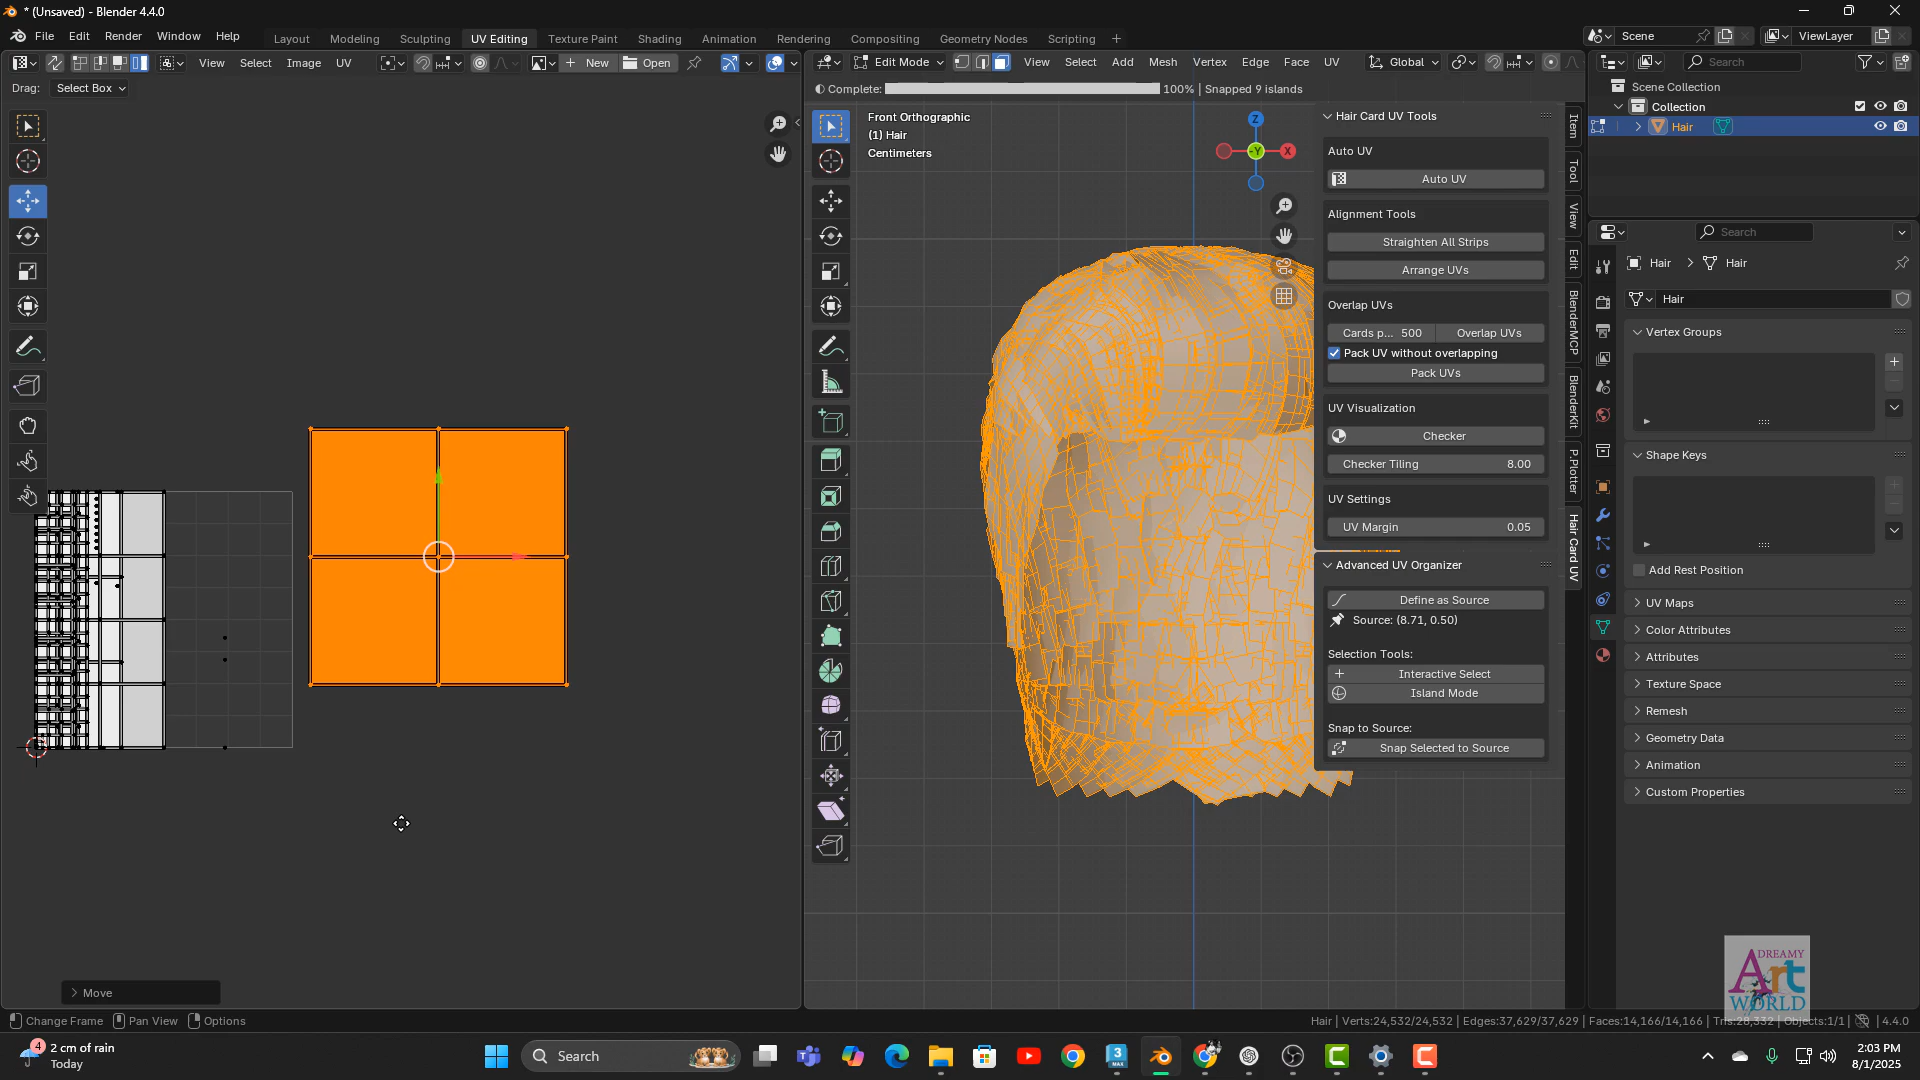 * (Unsaved) - Blender 4.4.0
File Edit Render Window Help
Layout Modeling Sculpting UV Editing Texture Paint Shading Animation Rendering Compositing Geometry Nodes Scripting +
Scene
ViewLayer
View Select Image UV
New
Open
Edit Mode
View Select Add Mesh Vertex Edge Face UV
Global
Drag: Select Box
Complete: 100% | Snapped 9 islands
Front Orthographic
(1) Hair
Centimeters
Z
-Y
X
Hair Card UV Tools
Auto UV
Auto UV
Alignment Tools
Straighten All Strips
Arrange UVs
Overlap UVs
Cards p... 500
Overlap UVs
Pack UV without overlapping
Pack UVs
UV Visualization
Checker
Checker Tiling 8.00
UV Settings
UV Margin 0.05
Advanced UV Organizer
Define as Source
Source: (8.71, 0.50)
Selection Tools:
Interactive Select
Island Mode
Snap to Source:
Snap Selected to Source
Item
Tool
View
Edit
BlenderMCP
BlenderKit
P.Plotter
Hair Card UV
Search
Scene Collection
Collection
Hair
Search
Hair Hair
Hair
Vertex Groups
Shape Keys
Add Rest Position
UV Maps
Color Attributes
Attributes
Texture Space
Remesh
Geometry Data
Animation
Custom Properties
Move
DREAMY
Art
WORLD
Change Frame Pan View Options
Hair | Verts:24,532/24,532 | Edges:37,629/37,629 | Faces:14,166/14,166 | Tris:28,332 | Objects:1/1 | 4.4.0
4
2 cm of rain
Today
Search
2:03 PM
8/1/2025